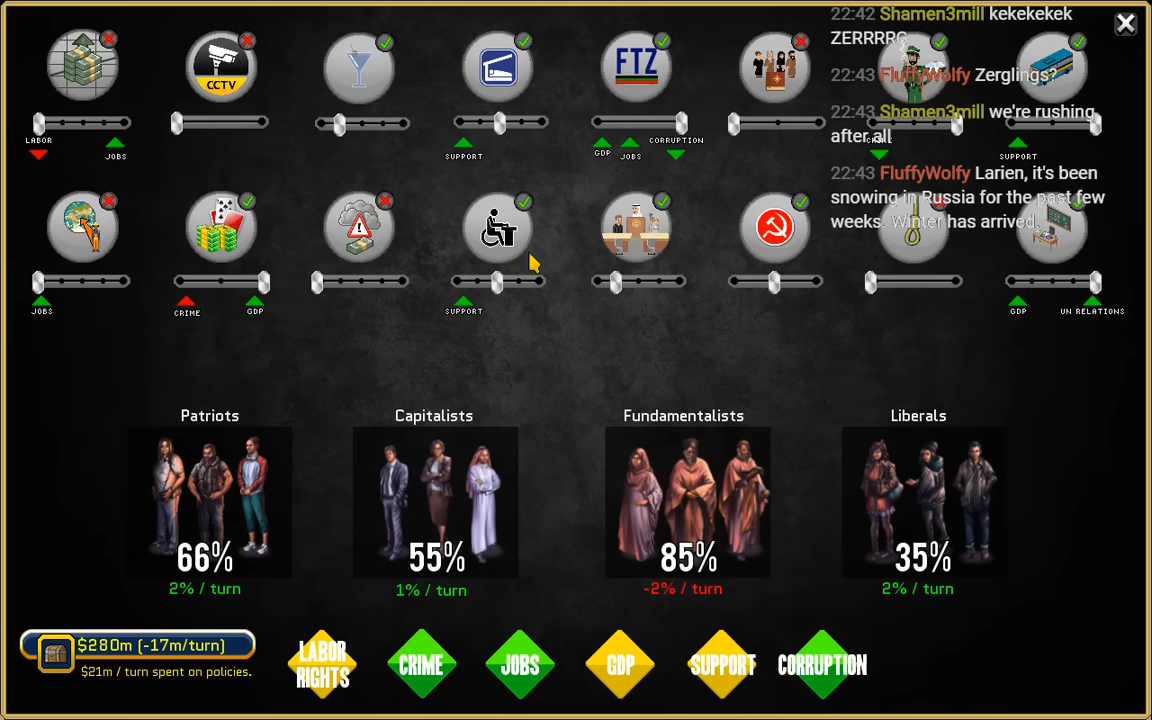 22:42 Shamen3mill kekekekek
ZERRRRG
22:43 FluffyWolfy Zerglings?
22:43 Shamen3mill we're rushing
after all
22:43 FluffyWolfy Larien, it's been
snowing in Russia for the past few
weeks. Winter has arrived.
CCTV
FTZ
LABOR
JOBS
SUPPORT
GDP
JOBS
CORRUPTION
CRIME
SUPPORT
JOBS
CRIME
GDP
SUPPORT
GDP
UN RELATIONS
Patriots
Capitalists
Fundamentalists
Liberals
66%
55%
85%
35%
2% / turn
1% / turn
-2% / turn
2% / turn
$280m (-17m/turn)
$21m / turn spent on policies.
LABOR
RIGHTS
CRIME
JOBS
GDP
SUPPORT
CORRUPTION